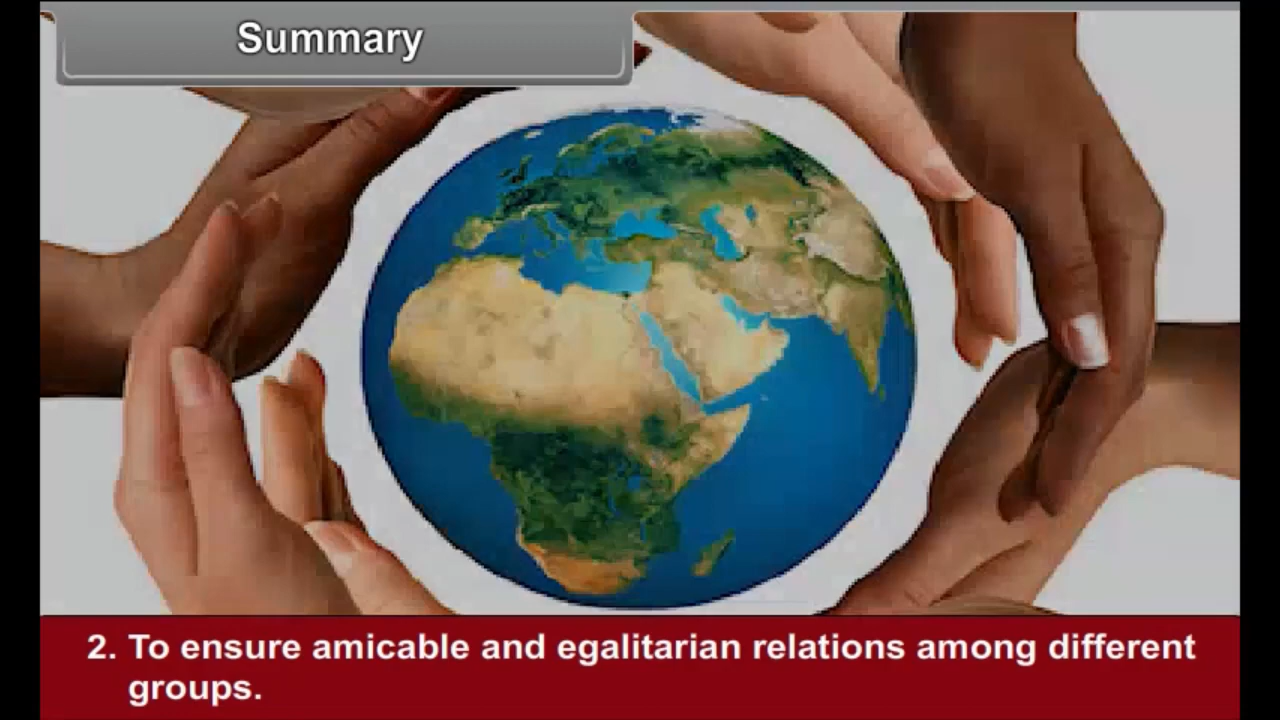 Summary
2. To ensure amicable and egalitarian relations among different
groups.